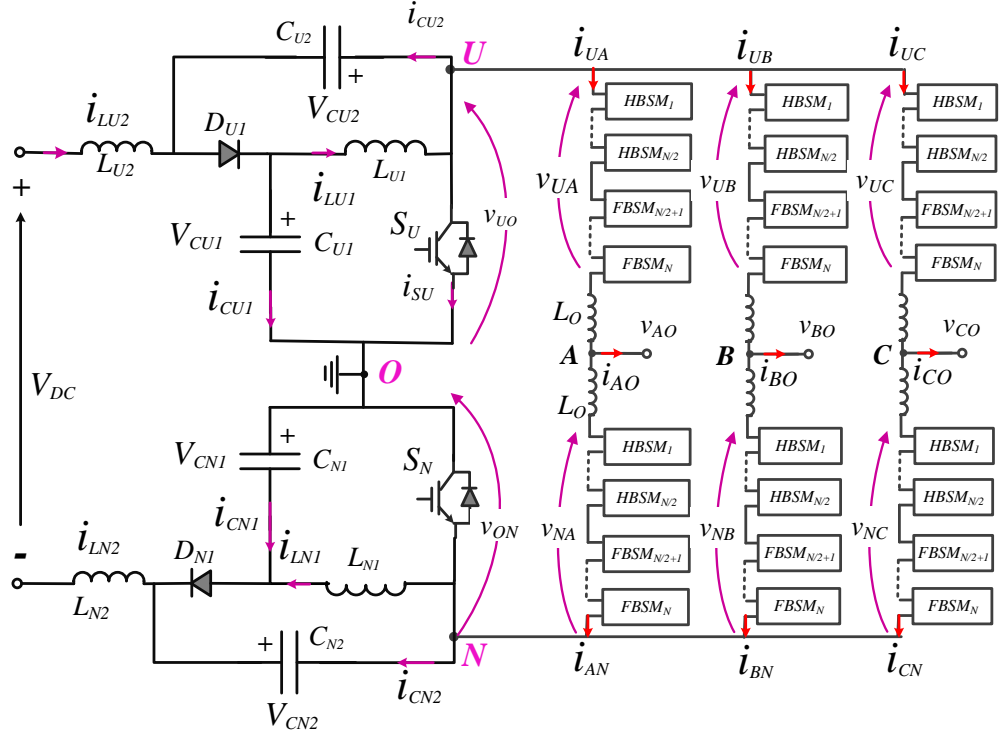 i_CU2
C_U2
U
i_UA
i_UB
i_UC
V_CU2
+
HBSM_1
HBSM_1
HBSM_1
i_LU2
D_U1
HBSM_N/2
HBSM_N/2
HBSM_N/2
L_U2
L_U1
i_LU1
v_UA
v_UB
v_UC
+
FBSM_N/2+1
FBSM_N/2+1
FBSM_N/2+1
v_UO
+
V_CU1
C_U1
S_U
FBSM_N
FBSM_N
FBSM_N
i_CU1
i_SU
L_O
v_AO
v_BO
v_CO
A
B
C
O
i_AO
i_BO
i_CO
V_DC
L_O
+
V_CN1
C_N1
S_N
HBSM_1
HBSM_1
HBSM_1
i_CN1
HBSM_N/2
HBSM_N/2
HBSM_N/2
v_ON
v_NA
v_NB
v_NC
-
i_LN2
D_N1
i_LN1
L_N1
FBSM_N/2+1
FBSM_N/2+1
FBSM_N/2+1
L_N2
FBSM_N
FBSM_N
FBSM_N
+
C_N2
N
i_AN
i_BN
i_CN
i_CN2
V_CN2